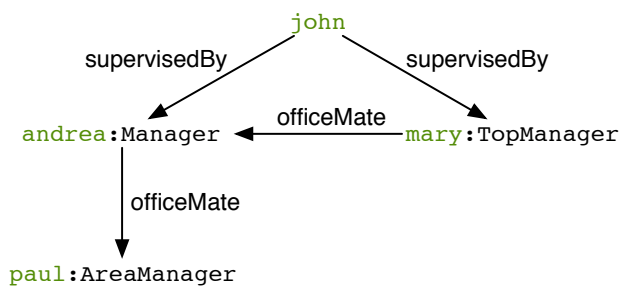 john
supervisedBy supervisedBy
officeMate
andrea:Manager mary:TopManager
officeMate
paul:AreaManager